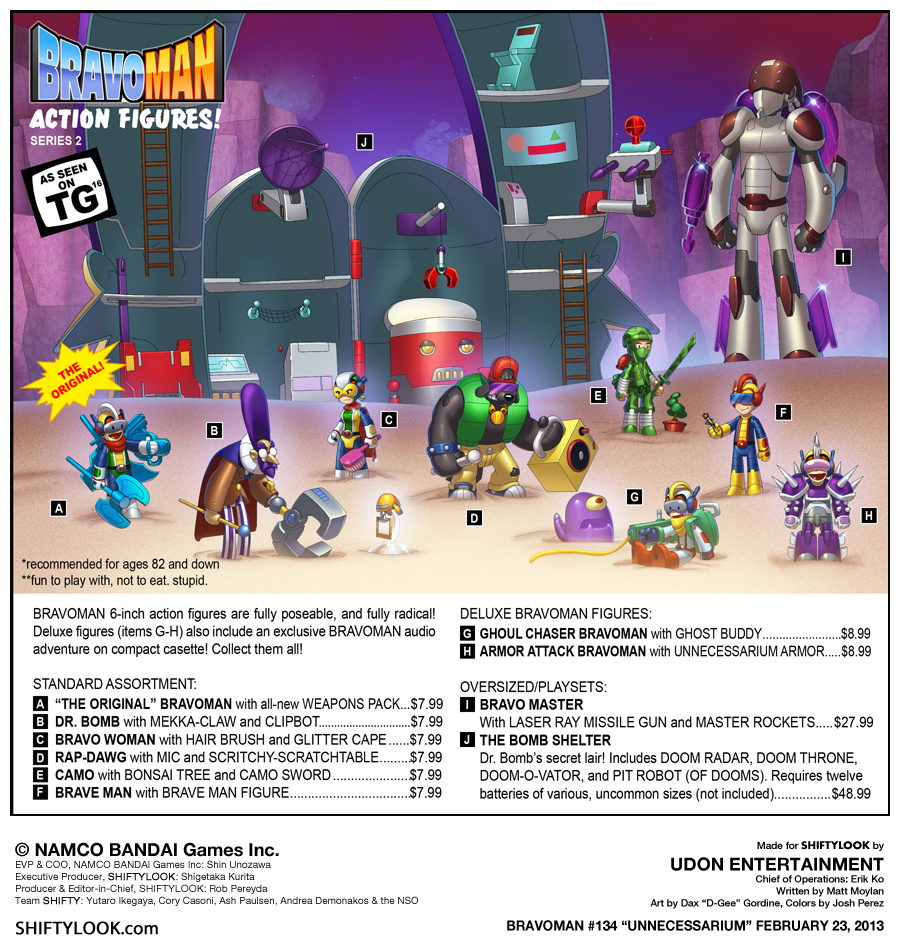 BRAVOMAN
ACTION FIGURES!
SERIES 2
AS SEEN
ON
TG16
THE
ORIGINAL!
A
B
C
D
E
F
G
H
I
J
*recommended for ages 82 and down
**fun to play with, not to eat. stupid.
BRAVOMAN 6-inch action figures are fully poseable, and fully radical!
Deluxe figures (items G-H) also include an exclusive BRAVOMAN audio
adventure on compact casette! Collect them all!
STANDARD ASSORTMENT:
A "THE ORIGINAL" BRAVOMAN with all-new WEAPONS PACK...$7.99
B DR. BOMB with MEKKA-CLAW and CLIPBOT.............................$7.99
C BRAVO WOMAN with HAIR BRUSH and GLITTER CAPE ......$7.99
D RAP-DAWG with MIC and SCRITCHY-SCRATCHTABLE.........$7.99
E CAMO with BONSAI TREE and CAMO SWORD .......................$7.99
F BRAVE MAN with BRAVE MAN FIGURE.....................................$7.99
DELUXE BRAVOMAN FIGURES:
G GHOUL CHASER BRAVOMAN with GHOST BUDDY........................$8.99
H ARMOR ATTACK BRAVOMAN with UNNECESSARIUM ARMOR.....$8.99
OVERSIZED/PLAYSETS:
I BRAVO MASTER
With LASER RAY MISSILE GUN and MASTER ROCKETS.....$27.99
J THE BOMB SHELTER
Dr. Bomb's secret lair! Includes DOOM RADAR, DOOM THRONE,
DOOM-O-VATOR, and PIT ROBOT (OF DOOMS). Requires twelve
batteries of various, uncommon sizes (not included)................$48.99
© NAMCO BANDAI Games Inc.
EVP & COO, NAMCO BANDAI Games Inc: Shin Unozawa
Executive Producer, SHIFTYLOOK: Shigetaka Kurita
Producer & Editor-in-Chief, SHIFTYLOOK: Rob Pereyda
Team SHIFTY: Yutaro Ikegaya, Cory Casoni, Ash Paulsen, Andrea Demonakos & the NSO
SHIFTYLOOK.com
Made for SHIFTYLOOK by
UDON ENTERTAINMENT
Chief of Operations: Erik Ko
Written by Matt Moylan
Art by Dax "D-Gee" Gordine, Colors by Josh Perez
BRAVOMAN #134 "UNNECESSARIUM" FEBRUARY 23, 2013